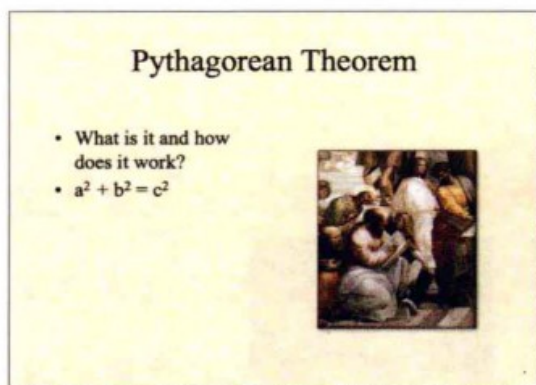 Pythagorean Theorem
• What is it and how
does it work?
• a² + b² = c²